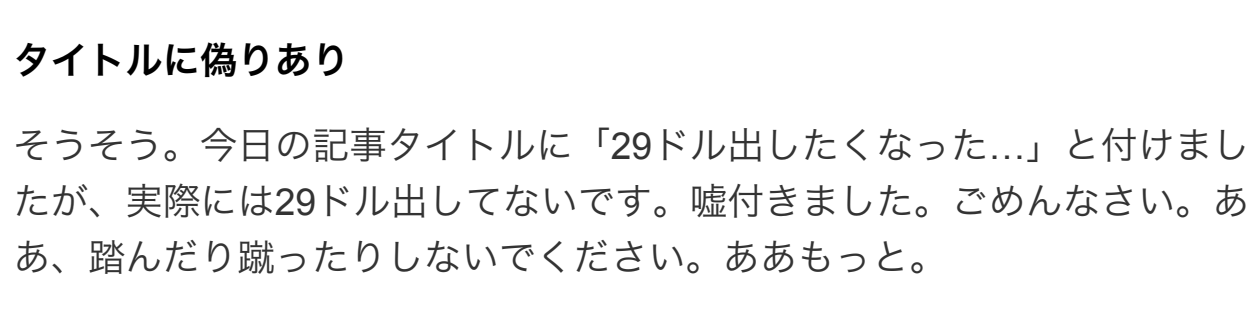 タイトルに偽りあり
そうそう。今日の記事タイトルに「29ドル出したくなった…」と付けまし
たが、実際には29ドル出してないです。嘘付きました。ごめんなさい。あ
あ、踏んだり蹴ったりしないでください。ああもっと。